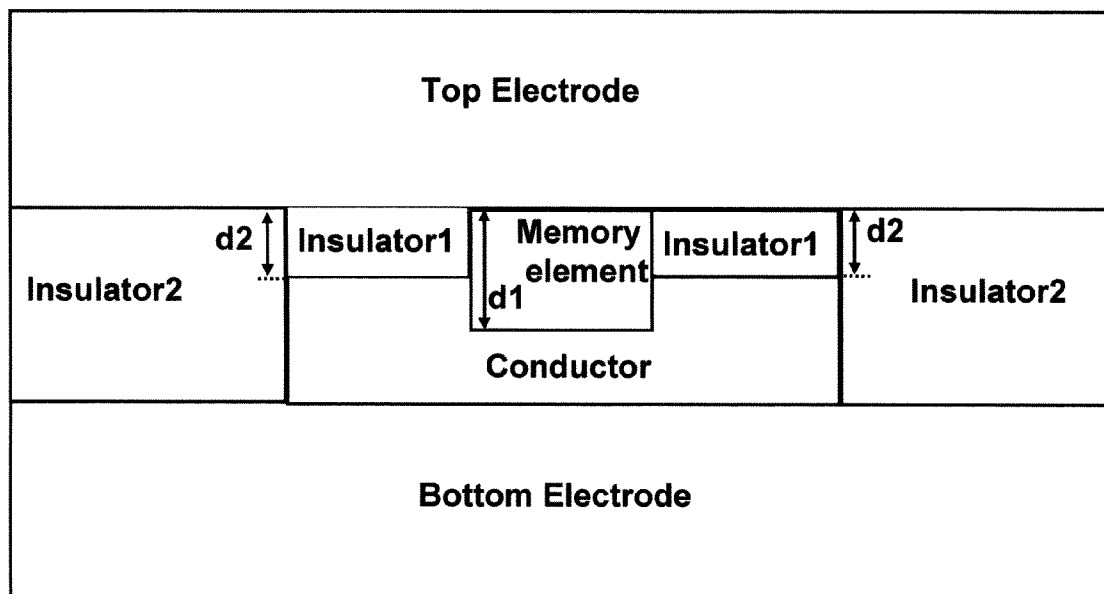 Top Electrode
d2
Insulator1
Memory
element
Insulator1
d2
Insulator2
d1
Insulator2
Conductor
Bottom Electrode